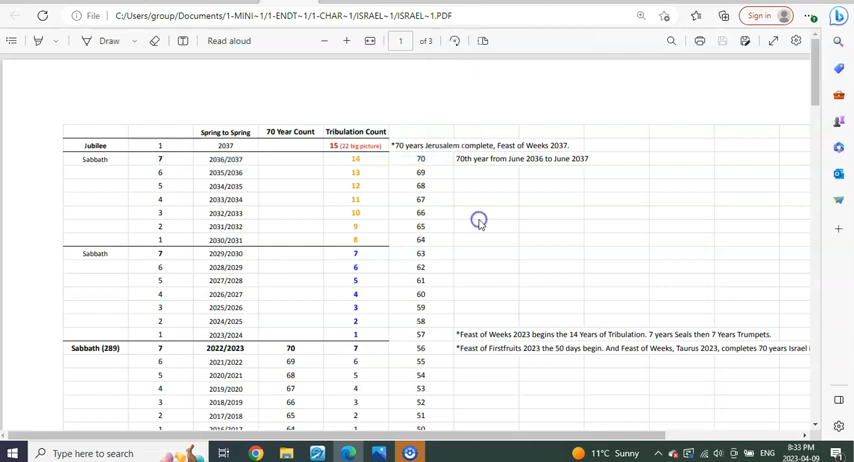 File C:/Users/group/Documents/1-MINI~1/1-ENDT~1/1-CHAR~1/ISRAEL~1/ISRAEL~1.PDF Sign in
Draw Read aloud 1 of 3
Spring to Spring 70 Year Count Tribulation Count
Jubilee 1 2037 15 (22 big picture) *70 years Jerusalem complete, Feast of Weeks 2037.
Sabbath 7 2036/2037 14 70 70th year from June 2036 to June 2037
6 2035/2036 13 69
5 2034/2035 12 68
4 2033/2034 11 67
3 2032/2033 10 66
2 2031/2032 9 65
1 2030/2031 8 64
Sabbath 7 2029/2030 7 63
6 2028/2029 6 62
5 2027/2028 5 61
4 2026/2027 4 60
3 2025/2026 3 59
2 2024/2025 2 58
1 2023/2024 1 57 *Feast of Weeks 2023 begins the 14 Years of Tribulation. 7 years Seals then 7 Years Trumpets.
Sabbath (289) 7 2022/2023 70 7 56 *Feast of Firstfruits 2023 the 50 days begin. And Feast of Weeks, Taurus 2023, completes 70 years Israel
6 2021/2022 69 6 55
5 2020/2021 68 5 54
4 2019/2020 67 4 53
3 2018/2019 66 3 52
2 2017/2018 65 2 51
1 2016/2017 64 1 50
Type here to search 11°C Sunny ENG 8:33 PM
2023-04-09